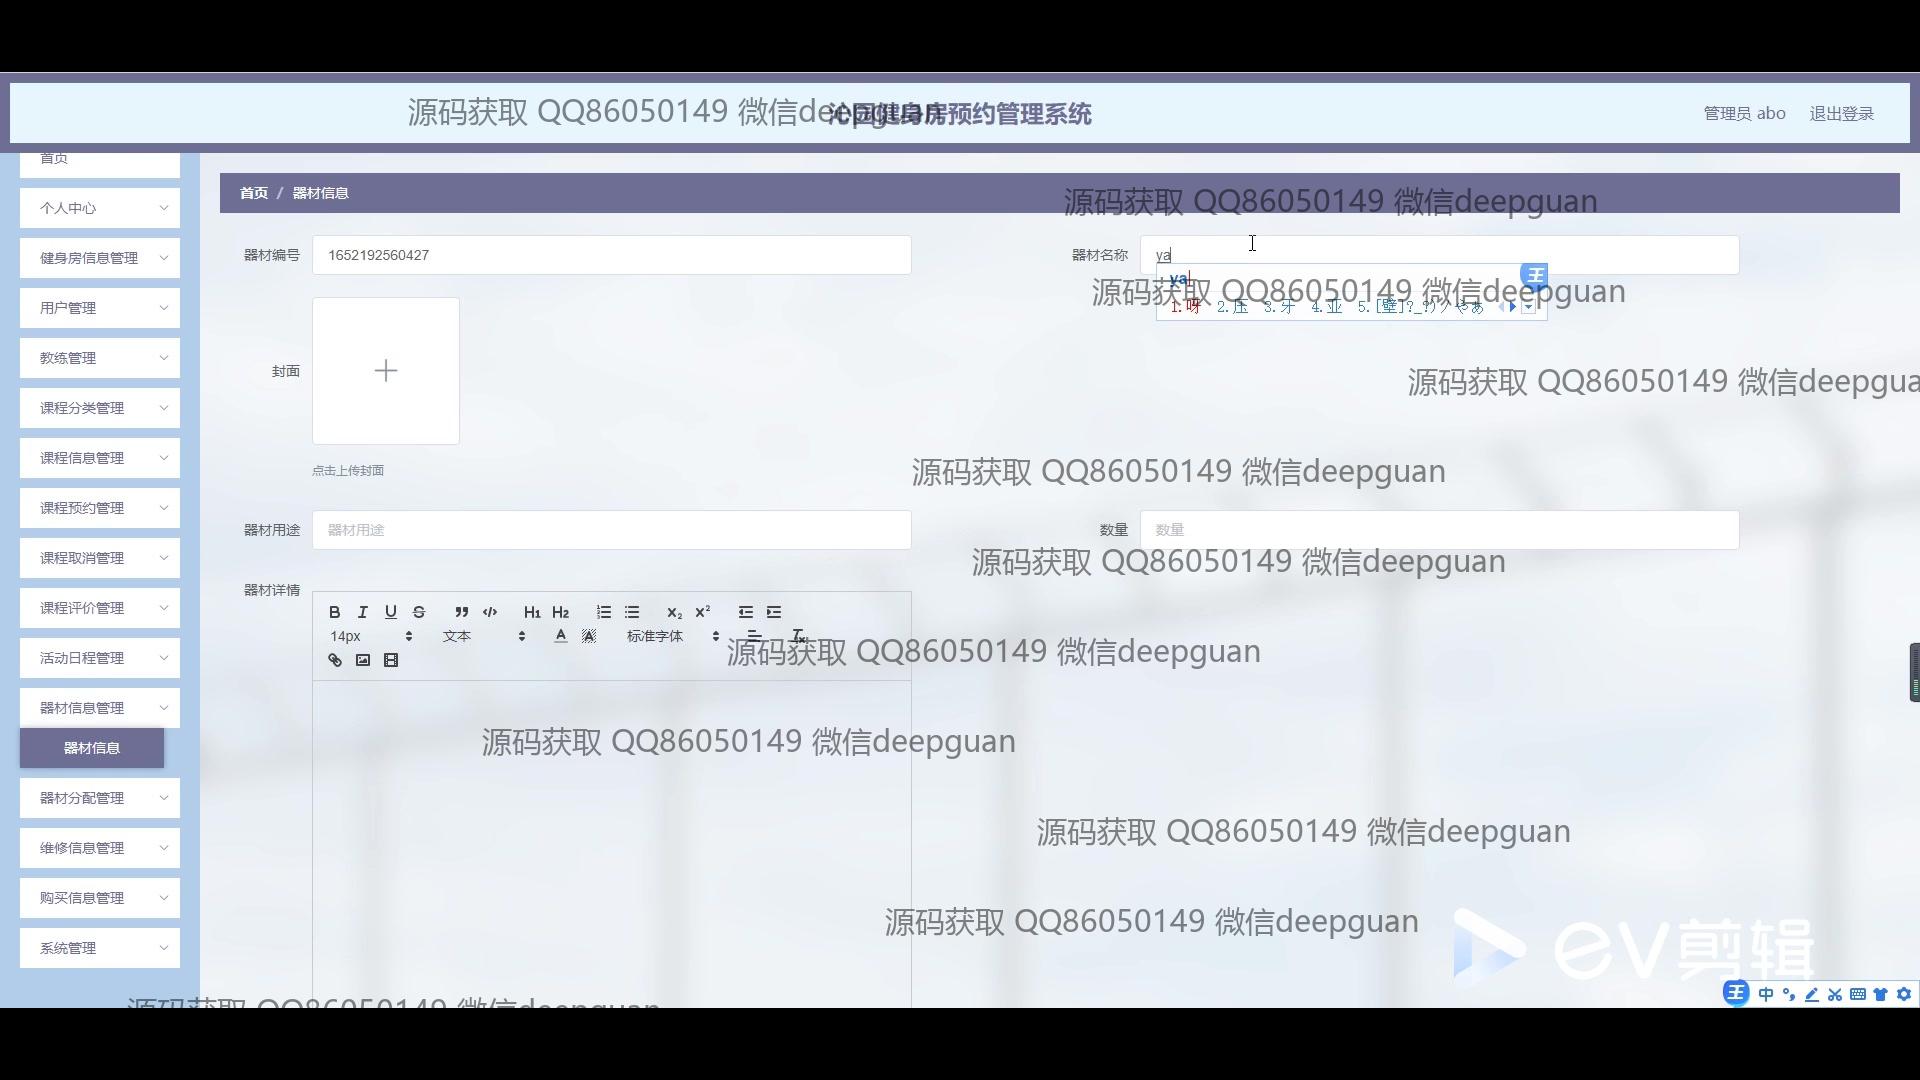 沁园健身房预约管理系统
源码获取 QQ86050149 微信deepguan
管理员 abo
退出登录
首页
个人中心
健身房信息管理
用户管理
教练管理
课程分类管理
课程信息管理
课程预约管理
课程取消管理
课程评价管理
活动日程管理
器材信息管理
器材信息
器材分配管理
维修信息管理
购买信息管理
系统管理
首页 / 器材信息
源码获取 QQ86050149 微信deepguan
器材编号
1652192560427
器材名称
ya
ya
1.呀 2.压 3.牙 4.亚
源码获取 QQ86050149 微信deepguan
封面
源码获取 QQ86050149 微信deepgua
点击上传封面
源码获取 QQ86050149 微信deepguan
器材用途
器材用途
数量
数量
源码获取 QQ86050149 微信deepguan
器材详情
B I U S H1 H2 X2 X2
14px 文本 A A 标准字体
源码获取 QQ86050149 微信deepguan
源码获取 QQ86050149 微信deepguan
源码获取 QQ86050149 微信deepguan
源码获取 QQ86050149 微信deepguan
EV剪辑
王 中
源码获取 QQ86050149 微信deepguan